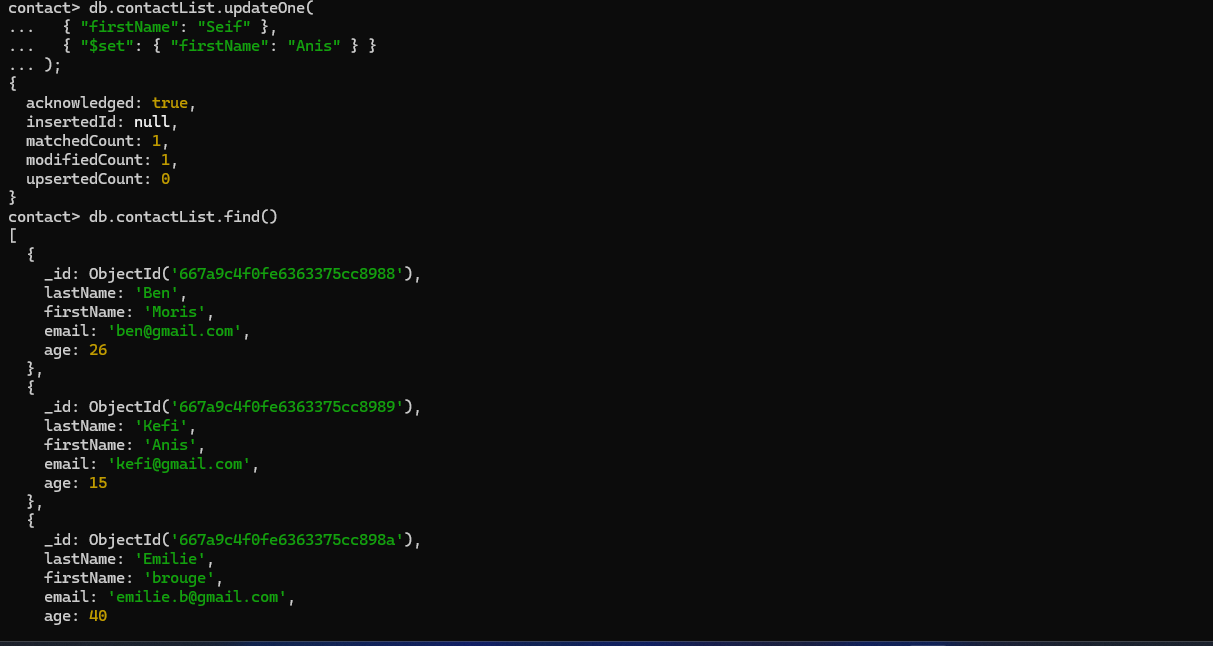 contact> db.contactList.updateOne(
...   { "firstName": "Seif" },
...   { "$set": { "firstName": "Anis" } }
... );
{
  acknowledged: true,
  insertedId: null,
  matchedCount: 1,
  modifiedCount: 1,
  upsertedCount: 0
}
contact> db.contactList.find()
[
  {
    _id: ObjectId('667a9c4f0fe6363375cc8988'),
    lastName: 'Ben',
    firstName: 'Moris',
    email: 'ben@gmail.com',
    age: 26
  },
  {
    _id: ObjectId('667a9c4f0fe6363375cc8989'),
    lastName: 'Kefi',
    firstName: 'Anis',
    email: 'kefi@gmail.com',
    age: 15
  },
  {
    _id: ObjectId('667a9c4f0fe6363375cc898a'),
    lastName: 'Emilie',
    firstName: 'brouge',
    email: 'emilie.b@gmail.com',
    age: 40